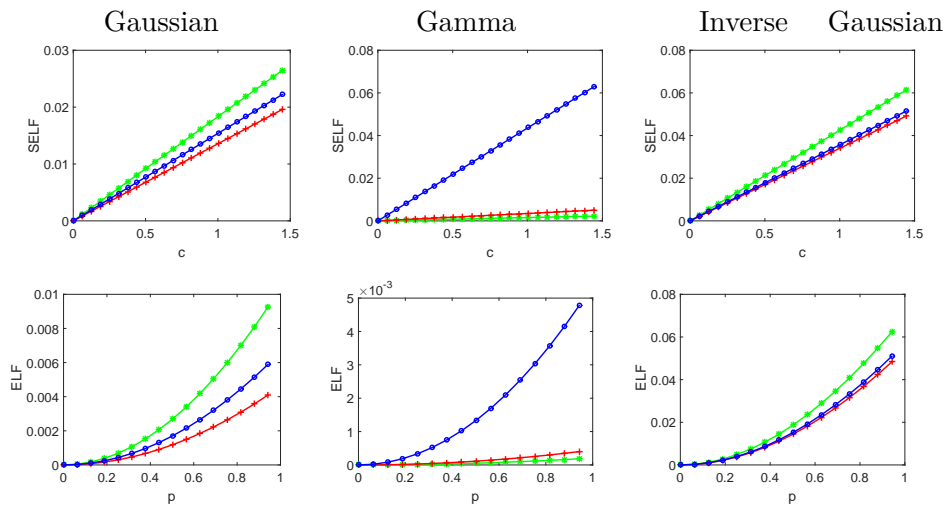 Gaussian Gamma Inverse Gaussian
0.03 0.08 0.08
0.06 0.06
0.02
0.04 0.04
0.01
0.02 0.02
0 0 0
SELF SELF SELF
0 0.5 1 1.5 0 0.5 1 1.5 0 0.5 1 1.5
c c c
×10⁻³
0.01 5 0.08
0.008 4 0.06
0.006 3
0.04
0.004 2
0.002 1 0.02
0 0 0
ELF ELF ELF
0 0.2 0.4 0.6 0.8 1 0 0.2 0.4 0.6 0.8 1 0 0.2 0.4 0.6 0.8 1
p p p